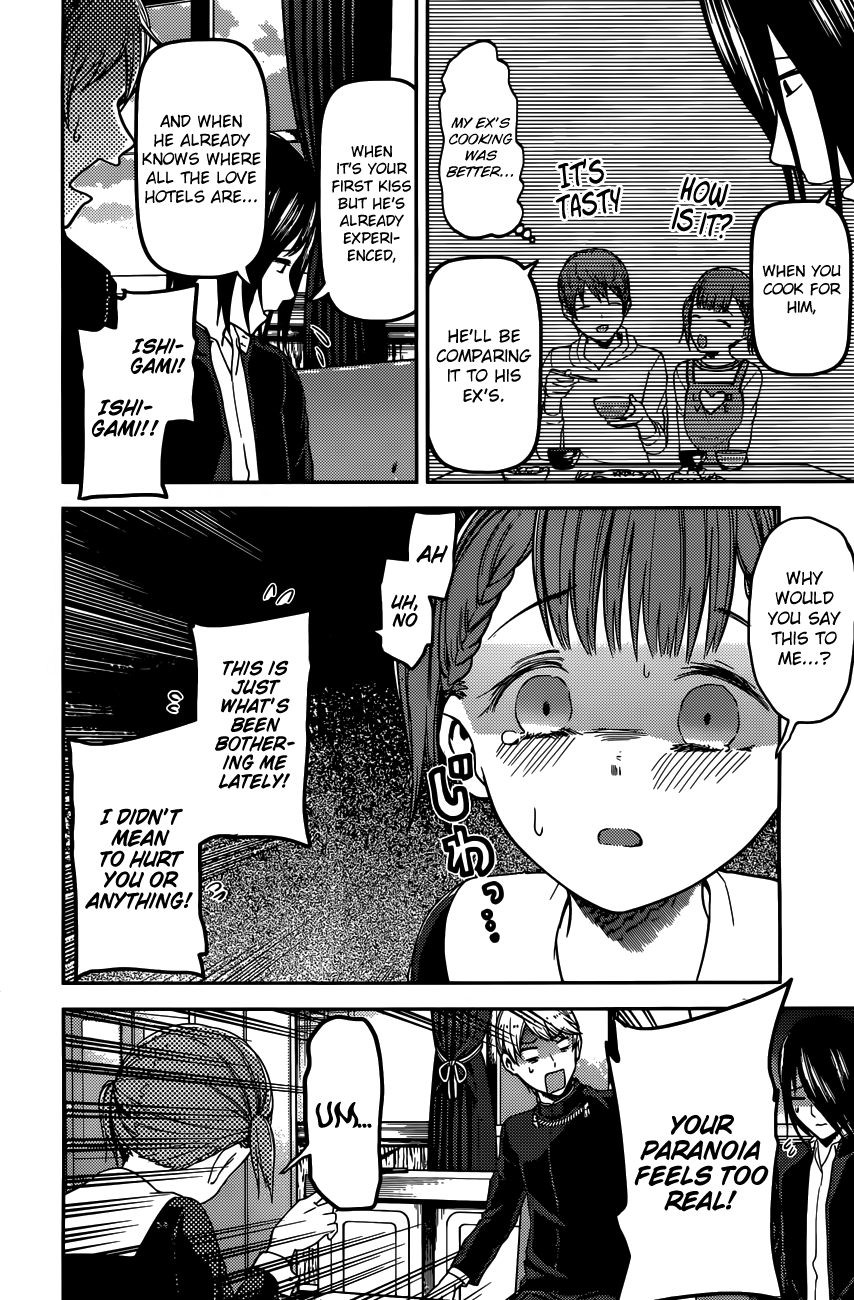 WHEN YOU
COOK FOR
HIM,
HOW
IS IT?
IT'S
TASTY
MY EX'S
COOKING
WAS
BETTER...
HE'LL BE
COMPARING
IT TO HIS
EX'S.
WHEN
IT'S YOUR
FIRST KISS
BUT HE'S
ALREADY
EXPERI-
ENCED,
AND WHEN
HE ALREADY
KNOWS WHERE
ALL THE LOVE
HOTELS ARE...
ISHI-
GAMI!
ISHI-
GAMI!!
WHY
WOULD
YOU SAY
THIS TO
ME...?
じわっ…
AH
UH,
NO
THIS IS
JUST
WHAT'S
BEEN
BOTHER-
ING ME
LATELY!
I DIDN'T
MEAN
TO HURT
YOU OR
ANYTHING!
YOUR
PARANOIA
FEELS TOO
REAL!
UM...